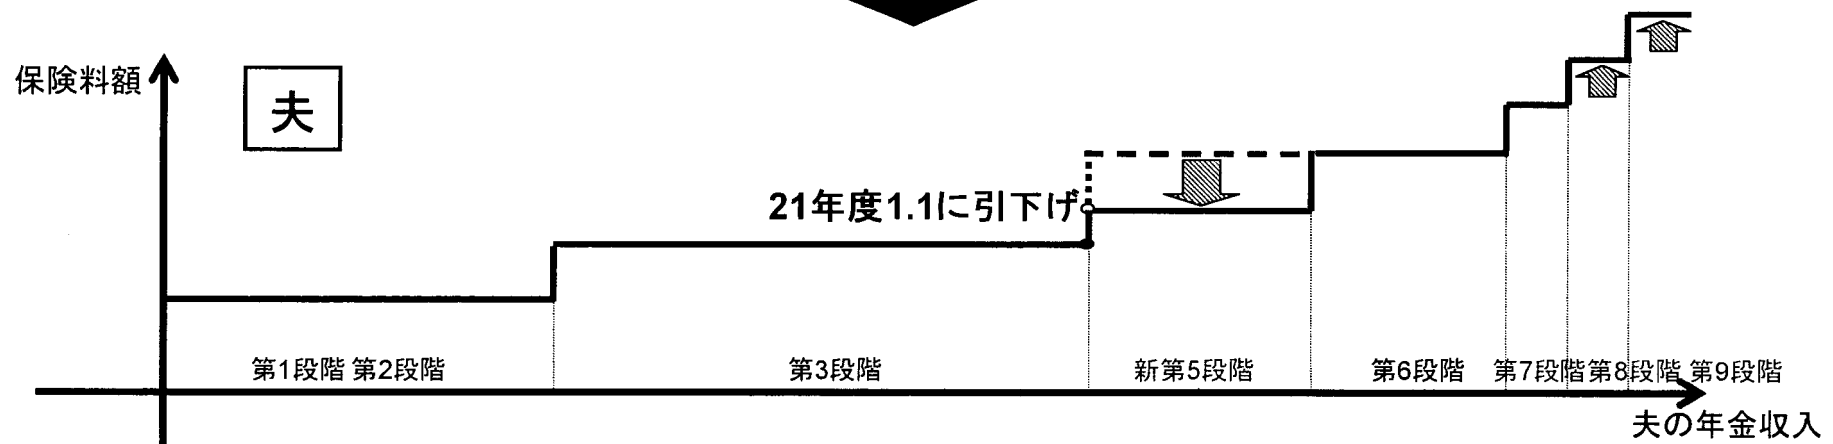 保険料額
夫
21年度1.1に引下げ
第1段階 第2段階
第3段階
新第5段階
第6段階
第7段階
第8段階
第9段階
夫の年金収入